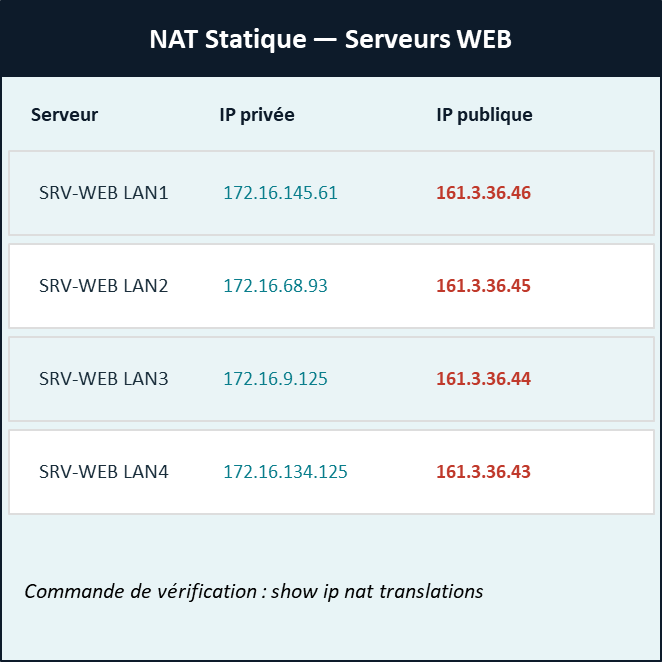 NAT Statique — Serveurs WEB
Serveur IP privée IP publique
SRV-WEB LAN1 172.16.145.61 161.3.36.46
SRV-WEB LAN2 172.16.68.93 161.3.36.45
SRV-WEB LAN3 172.16.9.125 161.3.36.44
SRV-WEB LAN4 172.16.134.125 161.3.36.43
Commande de vérification : show ip nat translations